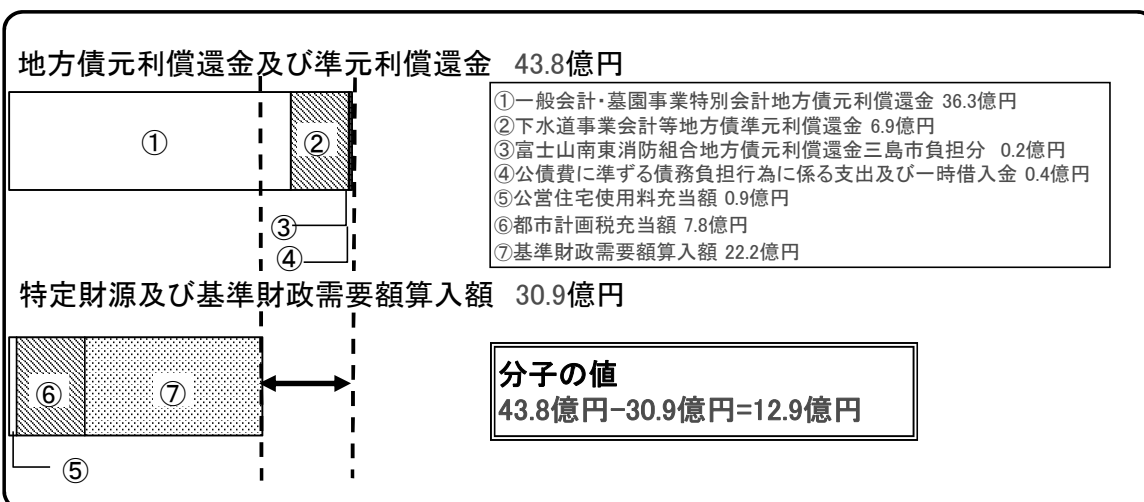 地方債元利償還金及び準元利償還金 43.8億円
①一般会計・墓園事業特別会計地方債元利償還金 36.3億円
②下水道事業会計等地方債準元利償還金 6.9億円
③富士山南東消防組合地方債元利償還金三島市負担分 0.2億円
④公債費に準ずる債務負担行為に係る支出及び一時借入金 0.4億円
⑤公営住宅使用料充当額 0.9億円
⑥都市計画税充当額 7.8億円
⑦基準財政需要額算入額 22.2億円
①
②
③
④
特定財源及び基準財政需要額算入額 30.9億円
⑥
⑦
⑤
分子の値
43.8億円-30.9億円=12.9億円